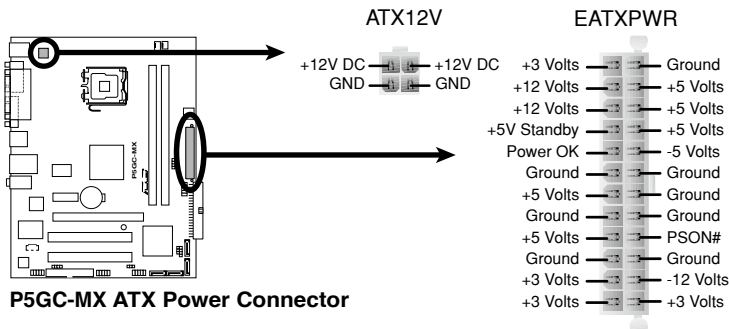 ATX12V EATXPWR
+12V DC +12V DC
GND GND
+3 Volts Ground
+12 Volts +5 Volts
+12 Volts +5 Volts
+5V Standby +5 Volts
Power OK -5 Volts
Ground Ground
+5 Volts Ground
Ground Ground
+5 Volts PSON#
Ground Ground
+3 Volts -12 Volts
+3 Volts +3 Volts
P5GC-MX
P5GC-MX ATX Power Connector